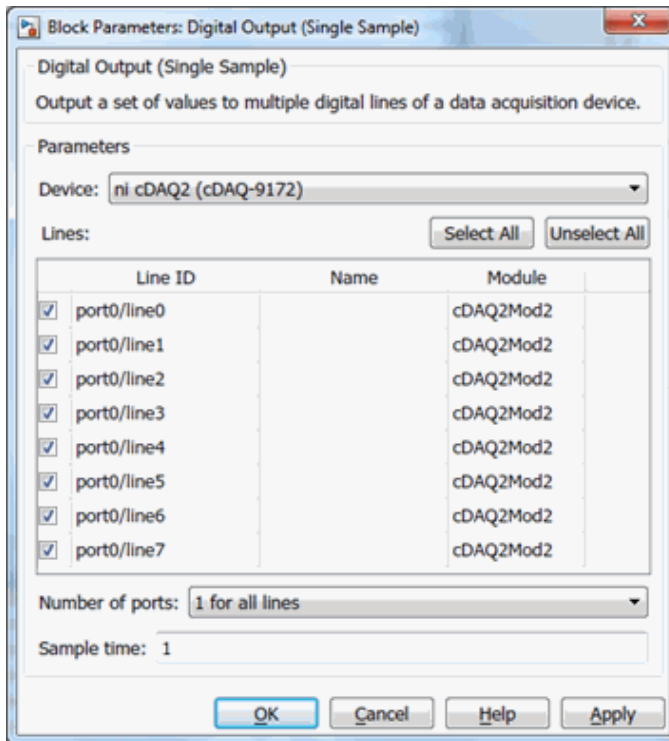 Block Parameters: Digital Output (Single Sample)
Digital Output (Single Sample)
Output a set of values to multiple digital lines of a data acquisition device.
Parameters
Device: ni cDAQ2 (cDAQ-9172)
Lines: Select All Unselect All
Line ID Name Module
port0/line0 cDAQ2Mod2
port0/line1 cDAQ2Mod2
port0/line2 cDAQ2Mod2
port0/line3 cDAQ2Mod2
port0/line4 cDAQ2Mod2
port0/line5 cDAQ2Mod2
port0/line6 cDAQ2Mod2
port0/line7 cDAQ2Mod2
Number of ports: 1 for all lines
Sample time: 1
OK Cancel Help Apply